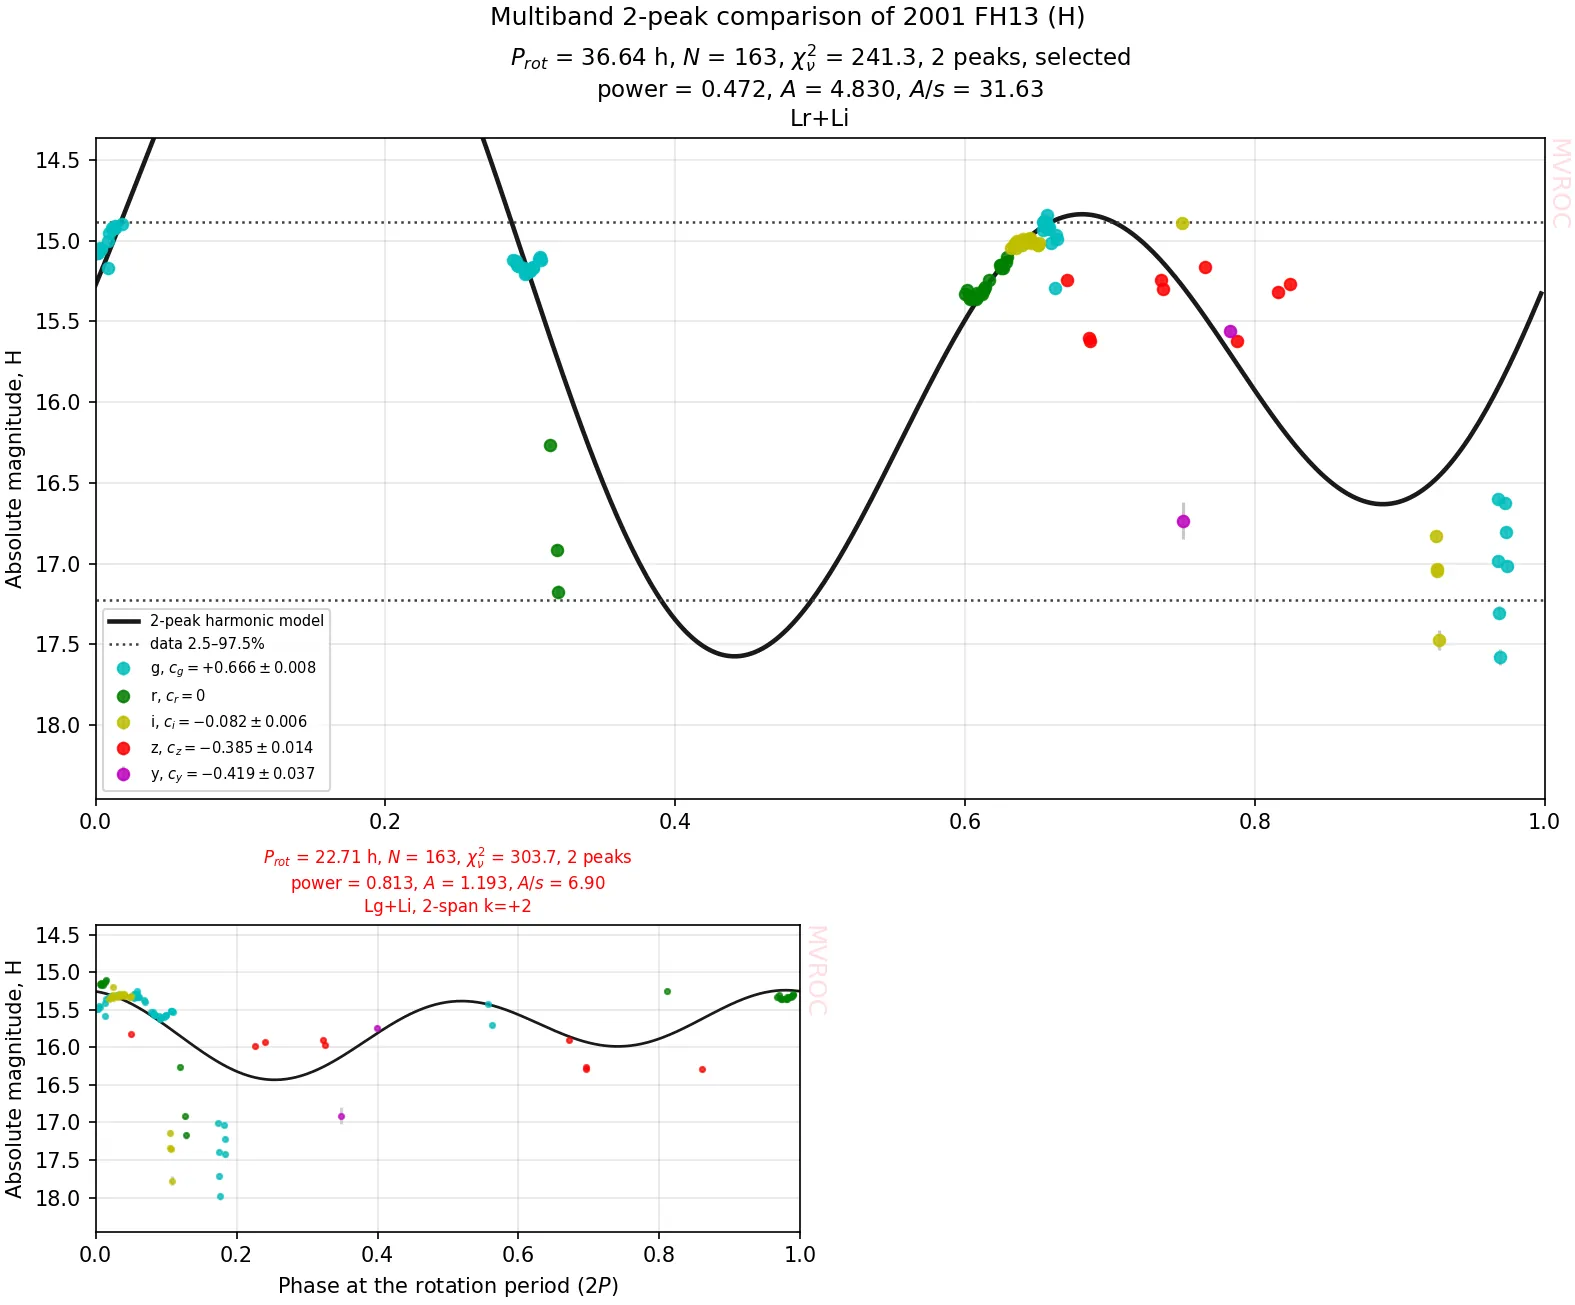 Multiband 2-peak comparison of 2001 FH13 (H)
P_rot = 36.64 h, N = 163, χ²_ν = 241.3, 2 peaks, selected
power = 0.472, A = 4.830, A/s = 31.63
Lr+Li
MVROC
Absolute magnitude, H
14.5
15.0
15.5
16.0
16.5
17.0
17.5
18.0
2-peak harmonic model
data 2.5–97.5%
g, c_g = +0.666 ± 0.008
r, c_r = 0
i, c_i = −0.082 ± 0.006
z, c_z = −0.385 ± 0.014
y, c_y = −0.419 ± 0.037
0.0 0.2 0.4 0.6 0.8 1.0
P_rot = 22.71 h, N = 163, χ²_ν = 303.7, 2 peaks
power = 0.813, A = 1.193, A/s = 6.90
Lg+Li, 2-span k=+2
MVROC
Absolute magnitude, H
14.5
15.0
15.5
16.0
16.5
17.0
17.5
18.0
0.0 0.2 0.4 0.6 0.8 1.0
Phase at the rotation period (2P)